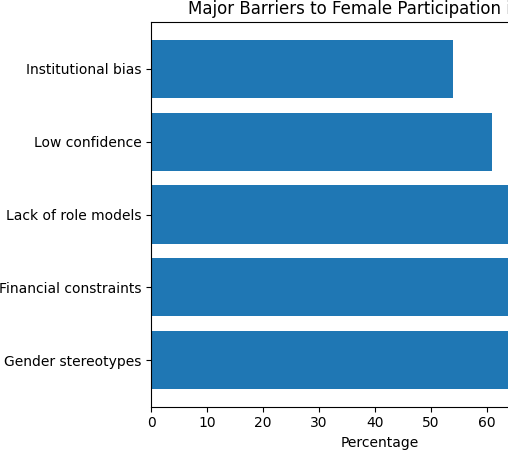 Major Barriers to Female Participation
Institutional bias
Low confidence
Lack of role models
Financial constraints
Gender stereotypes
0 10 20 30 40 50 60
Percentage